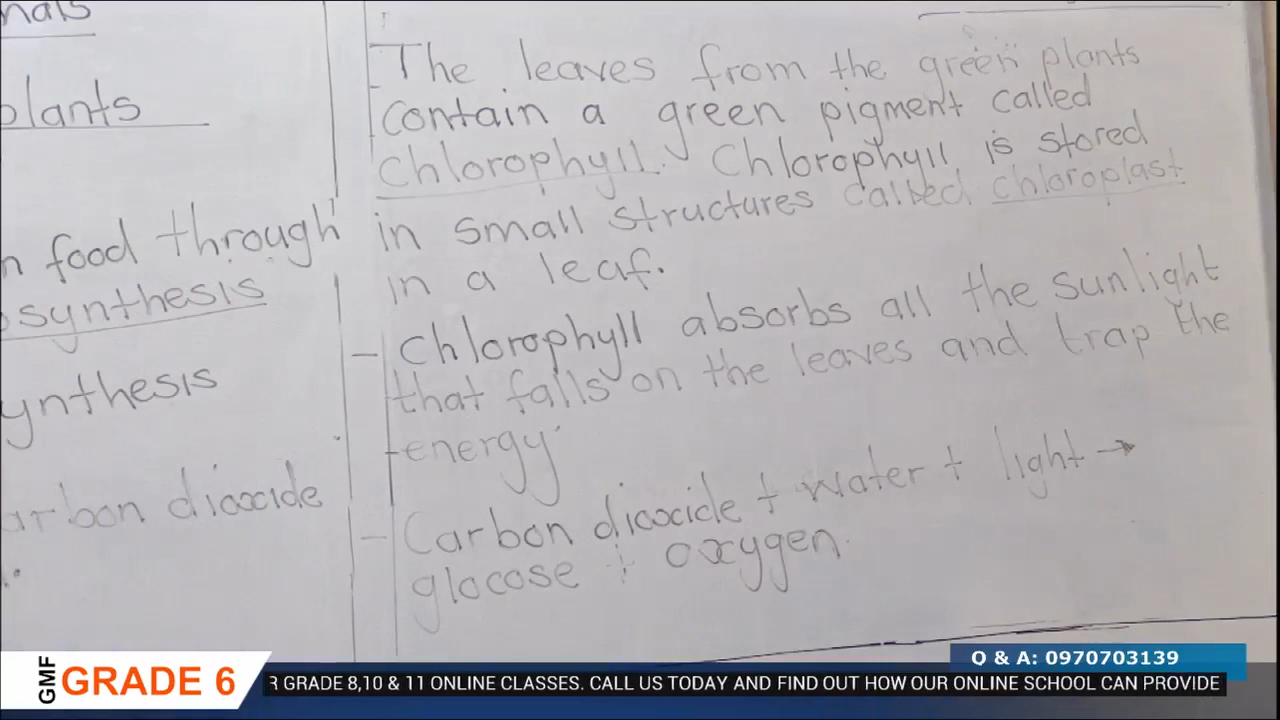 plants
food through
synthesis
ynthesis
arbon dioxide
The leaves from the green plants
contain a green pigment called
chlorophyll. Chlorophyll is stored
in small structures called chloroplast
in a leaf.
- Chlorophyll absorbs all the sunlight
that falls on the leaves and trap the
energy
- Carbon dioxide + water + light →
glocose + oxygen.
Q & A: 0970703139
GMF GRADE 6
R GRADE 8,10 & 11 ONLINE CLASSES. CALL US TODAY AND FIND OUT HOW OUR ONLINE SCHOOL CAN PROVIDE